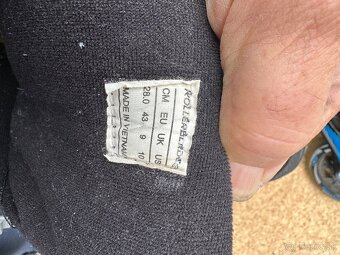 ROLLERBLADE
CM EU UK US
28.0 43 9 10
MADE IN VIETNAM